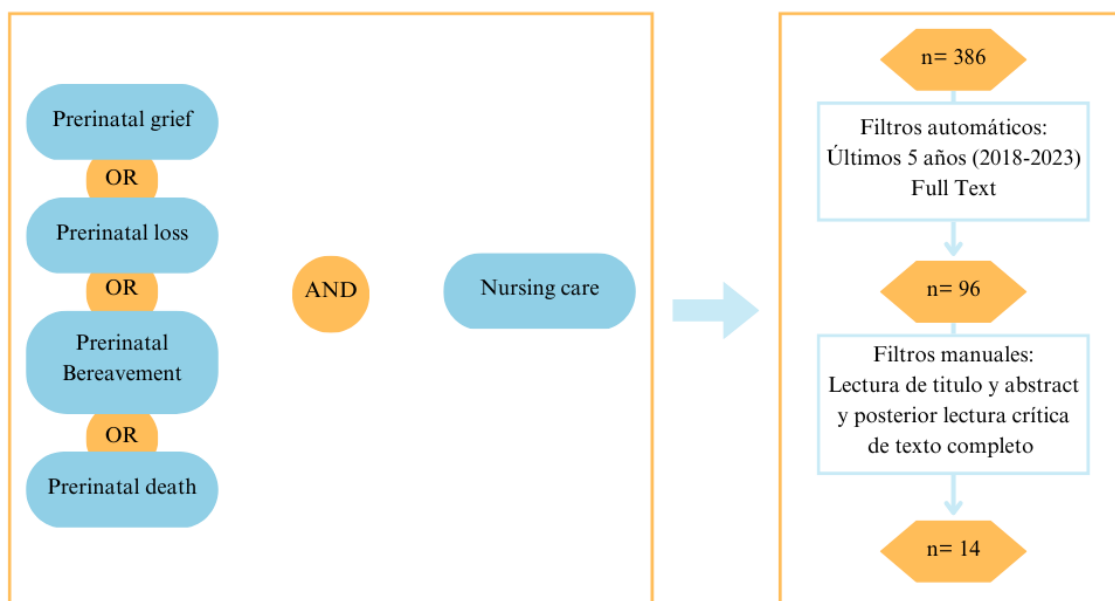 Prerinatal grief
OR
Prerinatal loss
OR
Prerinatal
Bereavement
OR
Prerinatal death
AND
Nursing care
n= 386
Filtros automáticos:
Últimos 5 años (2018-2023)
Full Text
n= 96
Filtros manuales:
Lectura de titulo y abstract
y posterior lectura crítica
de texto completo
n= 14